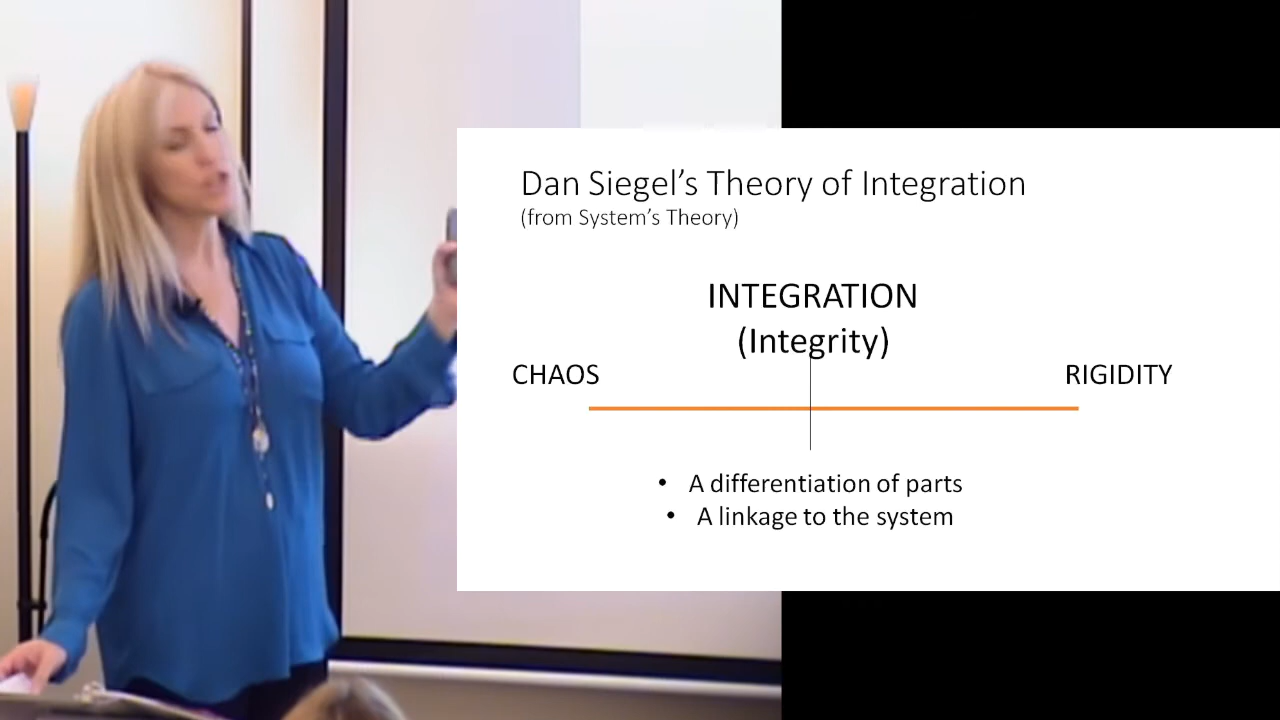 Dan Siegel’s Theory of Integration
(from System’s Theory)
INTEGRATION
(Integrity)
CHAOS
RIGIDITY
• A differentiation of parts
• A linkage to the system